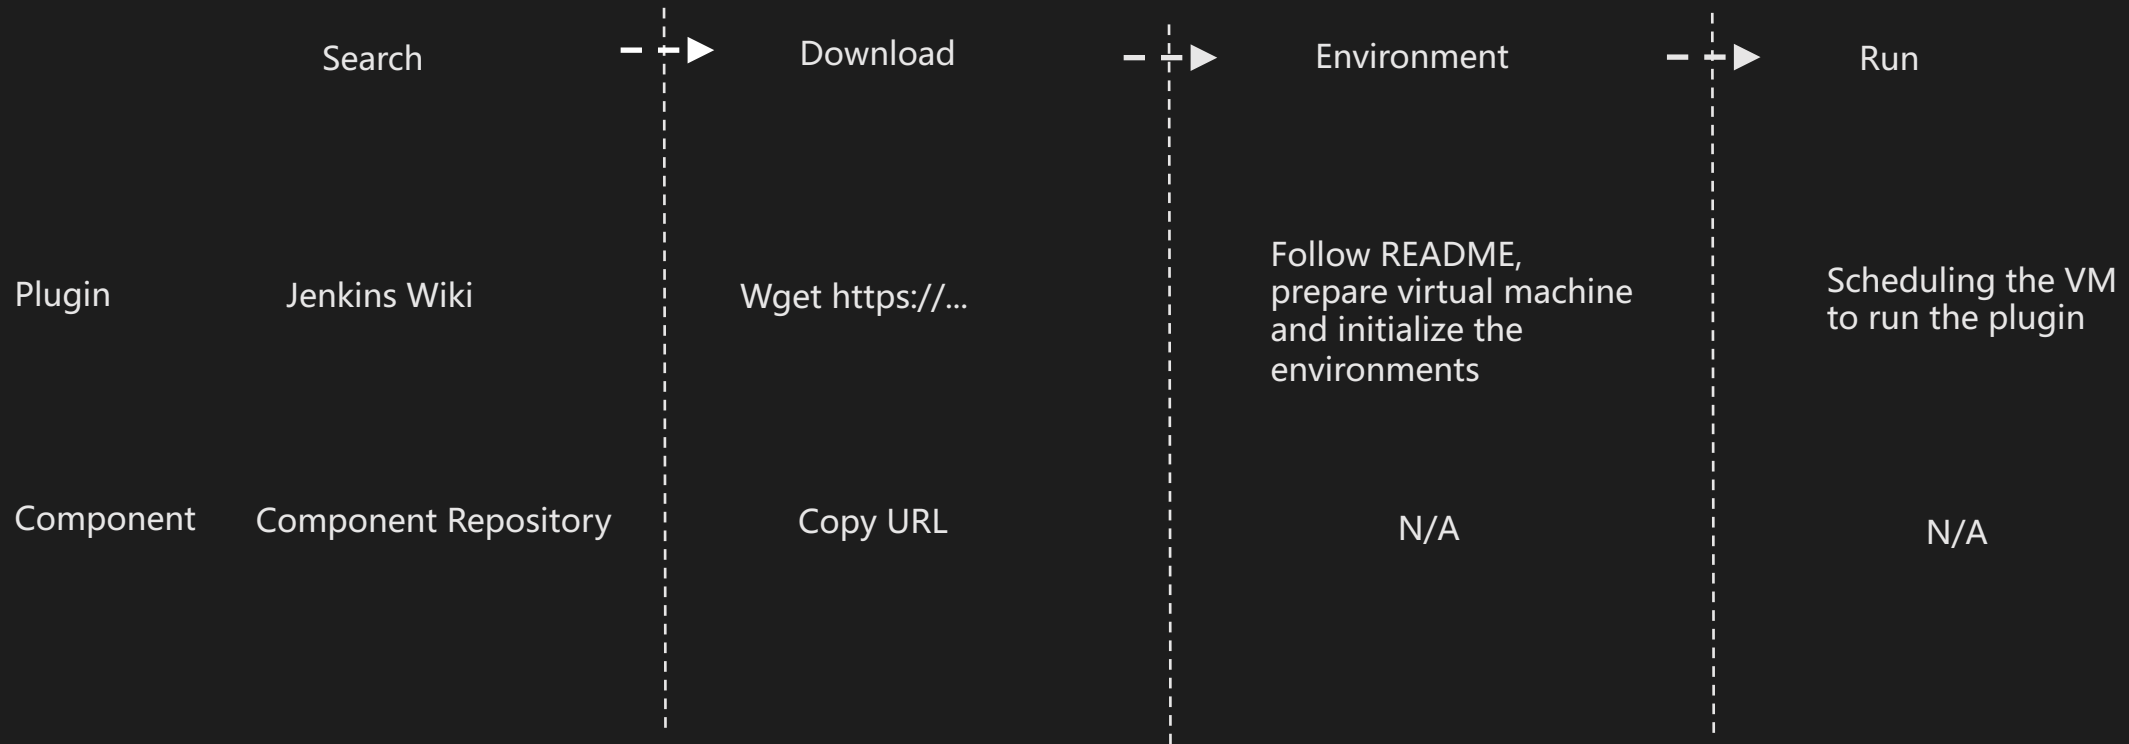 Search
Download
Environment
Run
Plugin
Jenkins Wiki
Wget https://...
Follow README,
prepare virtual machine
and initialize the
environments
Scheduling the VM
to run the plugin
Component
Component Repository
Copy URL
N/A
N/A